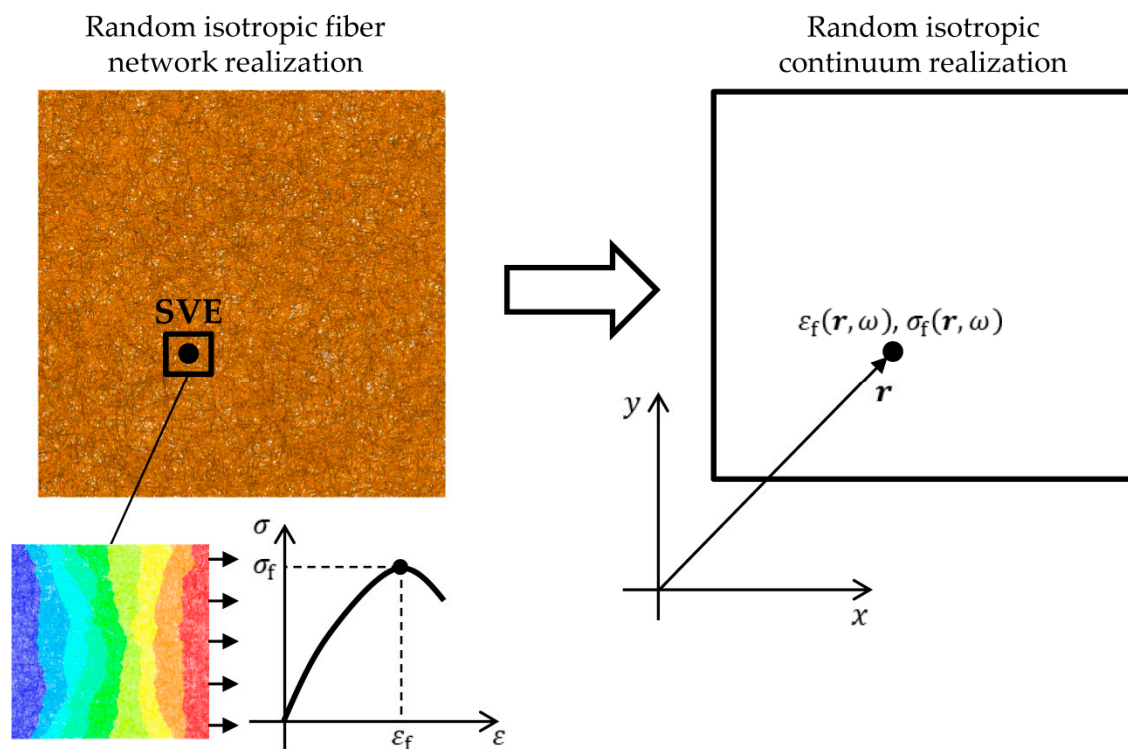 Random isotropic fiber
network realization
Random isotropic
continuum realization
SVE
εf(r, ω), σf(r, ω)
r
y
x
σ
σf
εf
ε